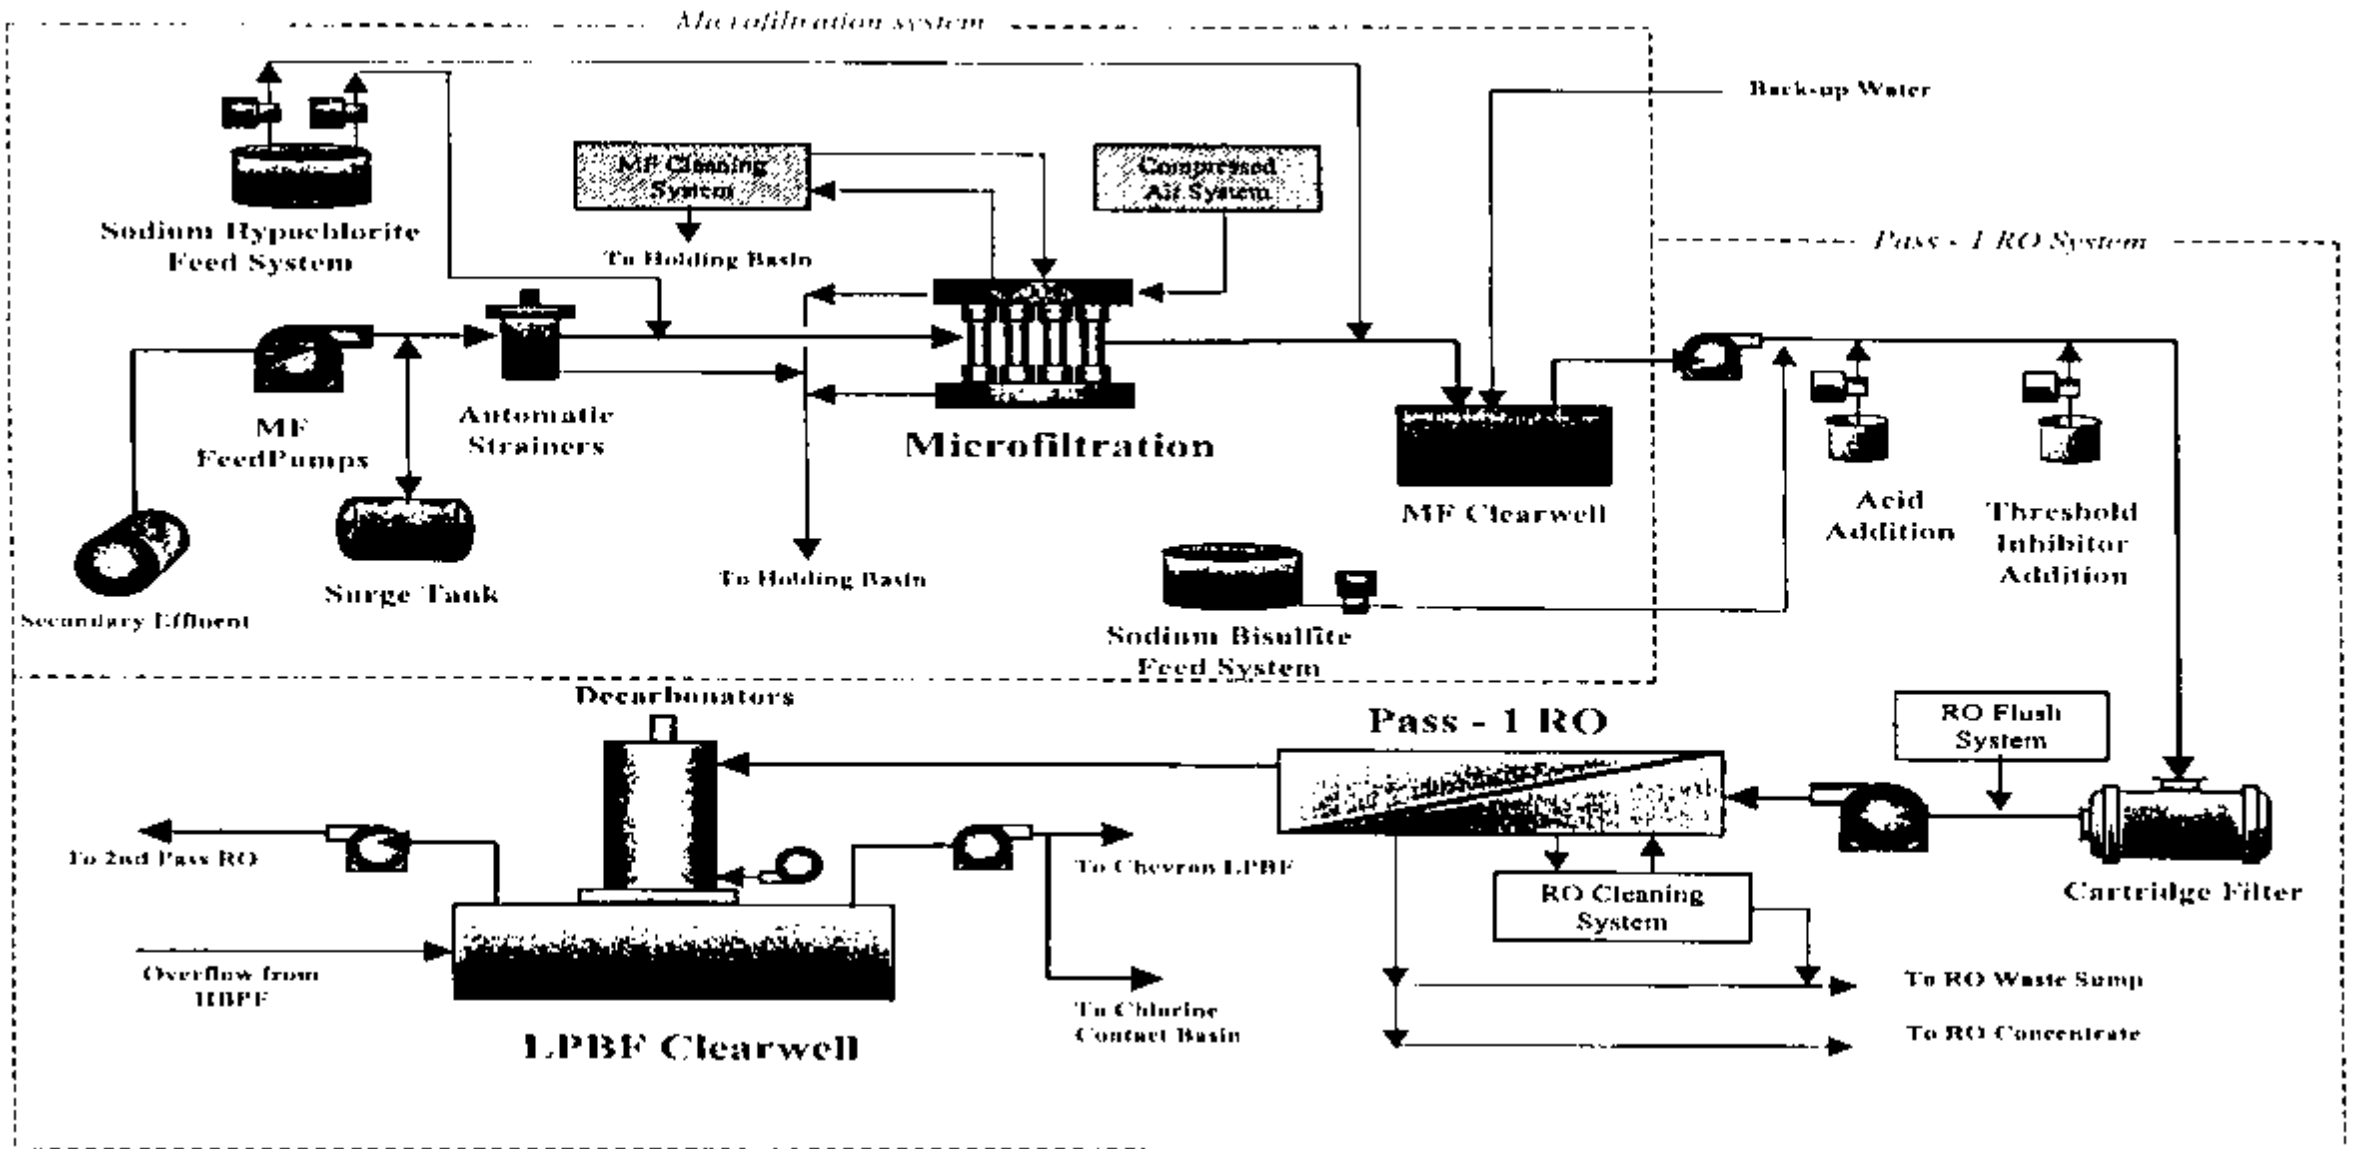 Microfiltration system
Back-up Water
MF Cleaning
System
Compressed
Air System
Sodium Hypochlorite
Feed System
To Holding Basin
Pass - 1 RO System
MF
FeedPumps
Automatic
Strainers
Microfiltration
MF Clearwell
Acid
Addition
Threshold
Inhibitor
Addition
Surge Tank
To Holding Basin
Secondary Effluent
Sodium Bisulfite
Feed System
Decarbonators
Pass - 1 RO
RO Flush
System
To 2nd Pass RO
To Chevron LPBF
RO Cleaning
System
Cartridge Filter
Overflow from
HBPF
To RO Waste Sump
To Chlorine
Contact Basin
To RO Concentrate
LPBF Clearwell